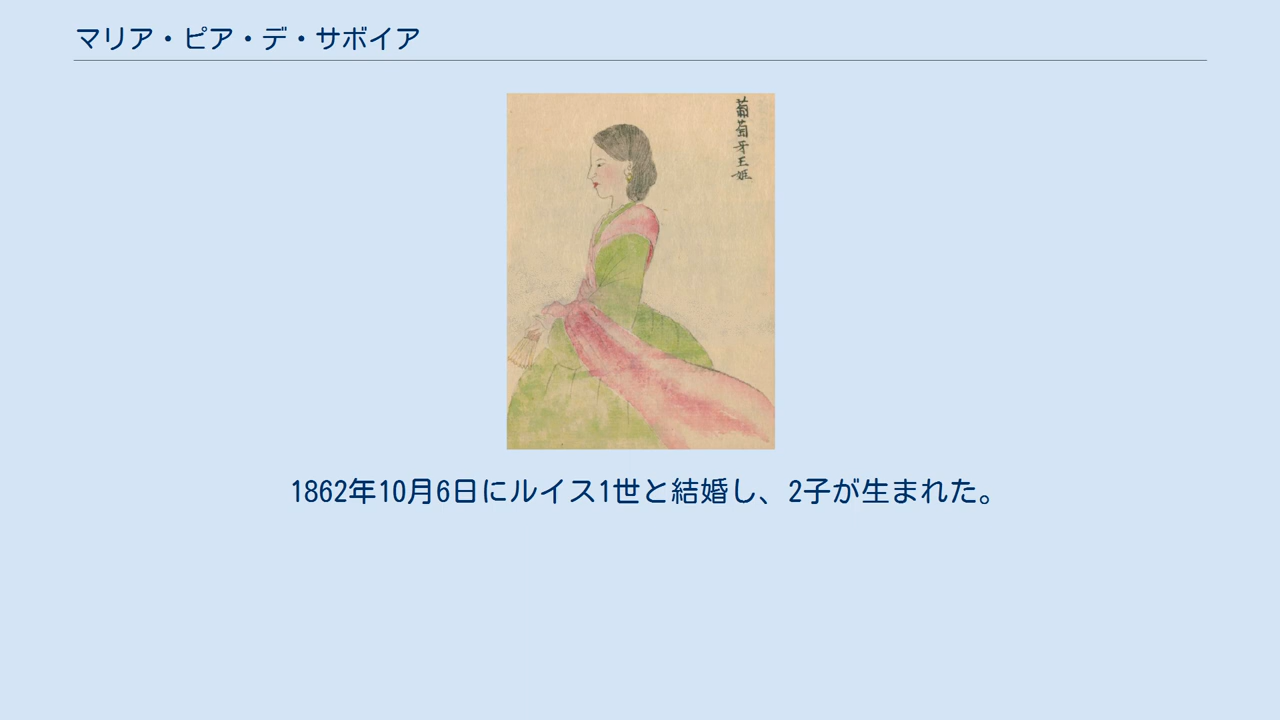 マリア・ピア・デ・サボイア
葡萄牙王姫
1862年10月6日にルイス1世と結婚し、2子が生まれた。